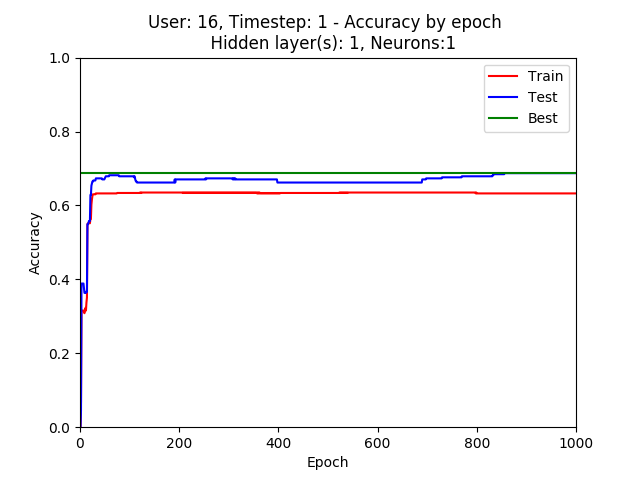 User: 16, Timestep: 1 - Accuracy by epoch
Hidden layer(s): 1, Neurons:1
1.0
0.8
0.6
0.4
0.2
0.0
Accuracy
Train
Test
Best
0 200 400 600 800 1000
Epoch